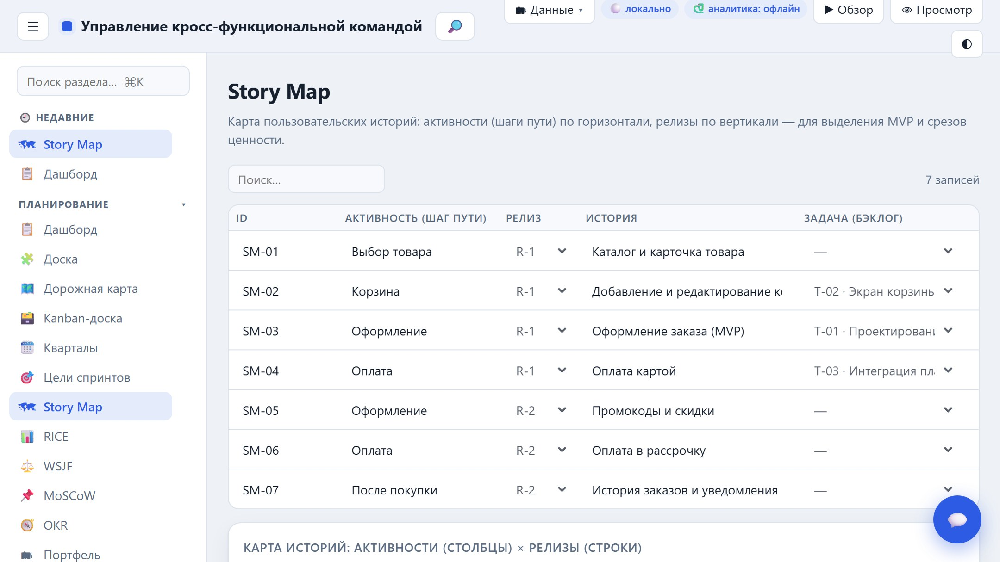 Управление кросс-функциональной командой
Данные
локально
аналитика: офлайн
Обзор
Просмотр
Поиск раздела... ⌘K
НЕДАВНИЕ
Story Map
Дашборд
ПЛАНИРОВАНИЕ
Дашборд
Доска
Дорожная карта
Kanban-доска
Кварталы
Цели спринтов
Story Map
RICE
WSJF
MoSCoW
OKR
Портфель
Story Map
Карта пользовательских историй: активности (шаги пути) по горизонтали, релизы по вертикали — для выделения MVP и срезов
ценности.
Поиск...
7 записей
ID АКТИВНОСТЬ (ШАГ ПУТИ) РЕЛИЗ ИСТОРИЯ ЗАДАЧА (БЭКЛОГ)
SM-01 Выбор товара R-1 Каталог и карточка товара —
SM-02 Корзина R-1 Добавление и редактирование T-02 · Экран корзины
SM-03 Оформление R-1 Оформление заказа (MVP) T-01 · Проектировани
SM-04 Оплата R-1 Оплата картой T-03 · Интеграция пла
SM-05 Оформление R-2 Промокоды и скидки —
SM-06 Оплата R-2 Оплата в рассрочку —
SM-07 После покупки R-2 История заказов и уведомления —
КАРТА ИСТОРИЙ: АКТИВНОСТИ (СТОЛБЦЫ) × РЕЛИЗЫ (СТРОКИ)